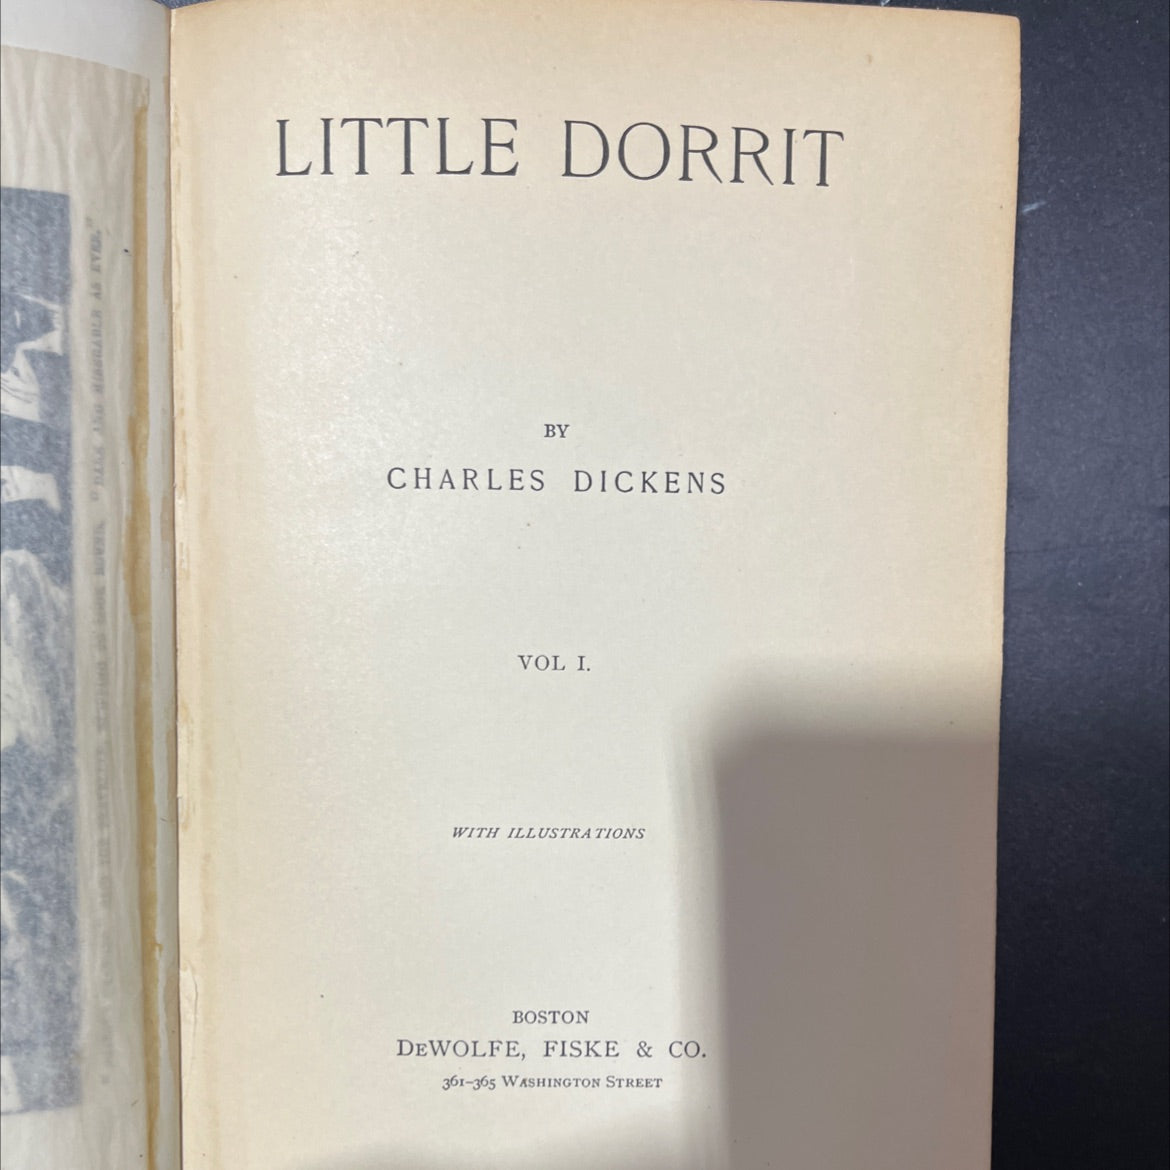 LITTLE DORRIT
BY
CHARLES DICKENS
VOL I.
WITH ILLUSTRATIONS
BOSTON
DEWOLFE, FISKE & CO.
361–365 WASHINGTON STREET